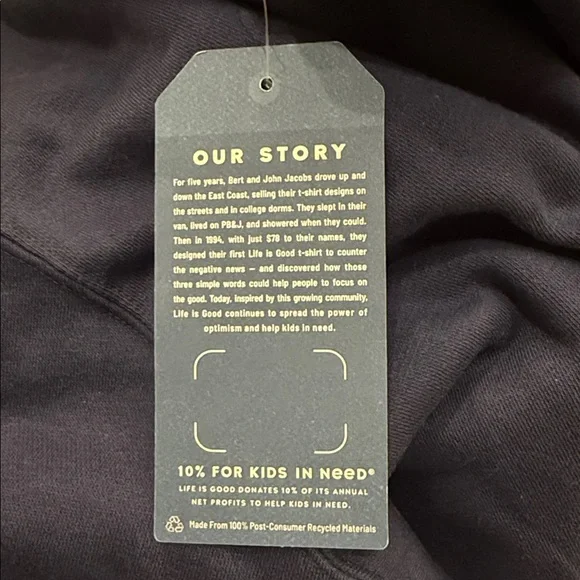 OUR STORY
For five years, Bert and John Jacobs drove up and
down the East Coast, selling their t-shirt designs on
the streets and in college dorms. They slept in their
van, lived on PB&J, and showered when they could.
Then in 1994, with just $78 to their names, they
designed their first Life is Good t-shirt to counter
the negative news — and discovered how those
three simple words could help people to focus on
the good. Today, inspired by this growing community,
Life is Good continues to spread the power of
optimism and help kids in need.
10% FOR KIDS IN NeeD®
LIFE IS GOOD DONATES 10% OF ITS ANNUAL
NET PROFITS TO HELP KIDS IN NEED.
Made From 100% Post-Consumer Recycled Materials